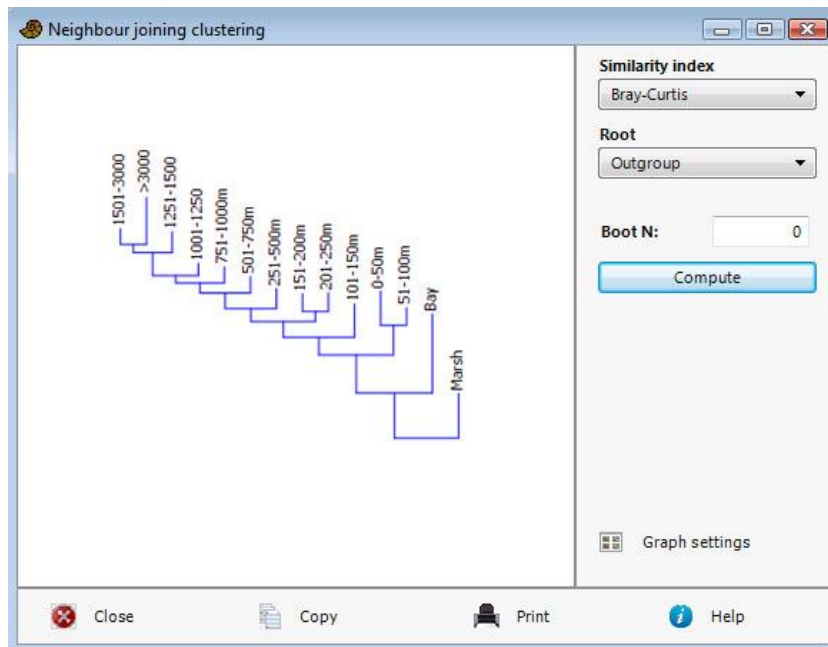 Neighbour joining clustering
Similarity index
Bray-Curtis
Root
Outgroup
Boot N:
0
Compute
1501-3000
>3000
1251-1500
1001-1250
751-1000m
501-750m
251-500m
151-200m
201-250m
101-150m
0-50m
51-100m
Bay
Marsh
Graph settings
Close
Copy
Print
Help